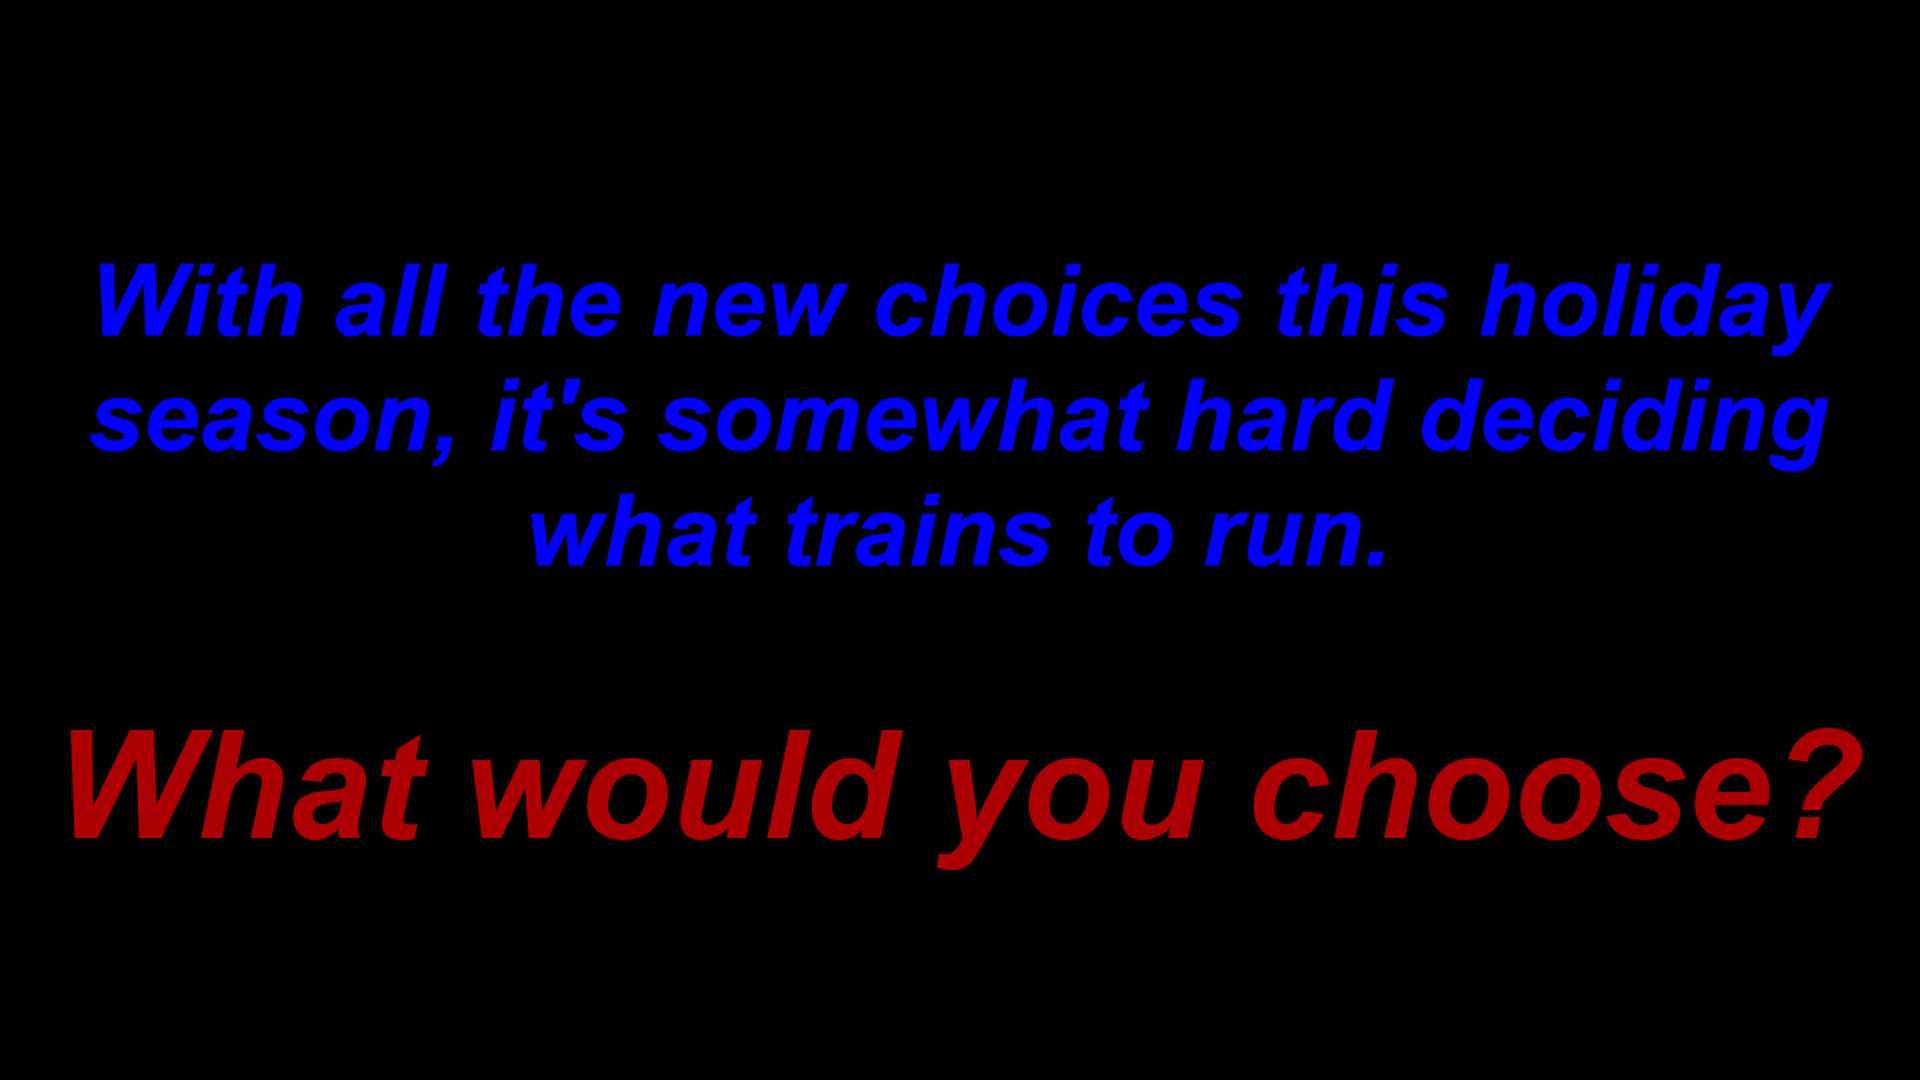 With all the new choices this holiday
season, it's somewhat hard deciding
what trains to run.
What would you choose?